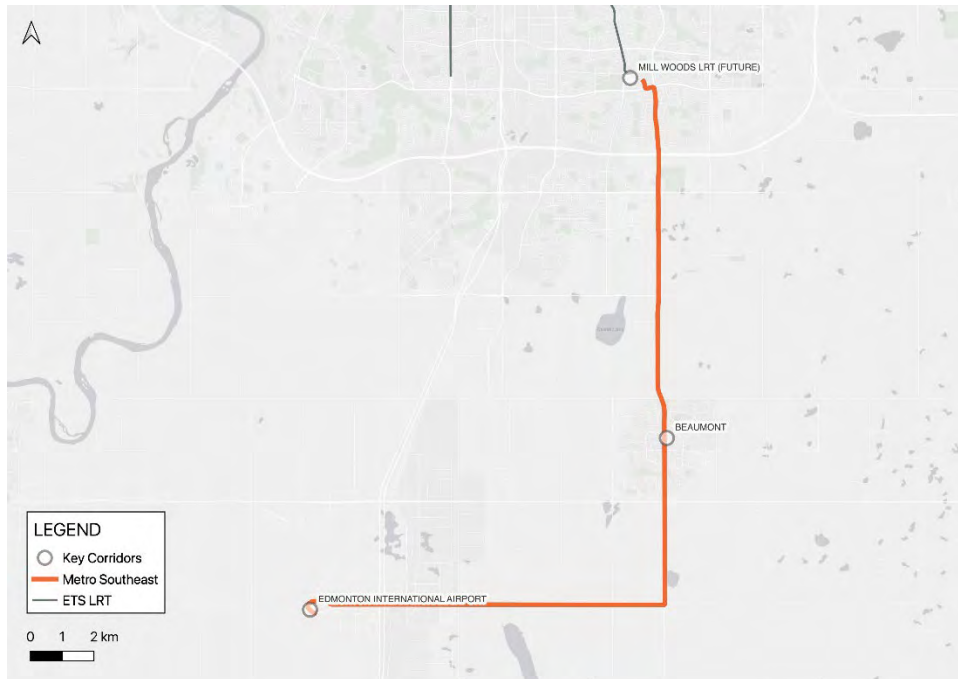 MILL WOODS LRT (FUTURE)
BEAUMONT
EDMONTON INTERNATIONAL AIRPORT
LEGEND
Key Corridors
Metro Southeast
ETS LRT
0 1 2 km